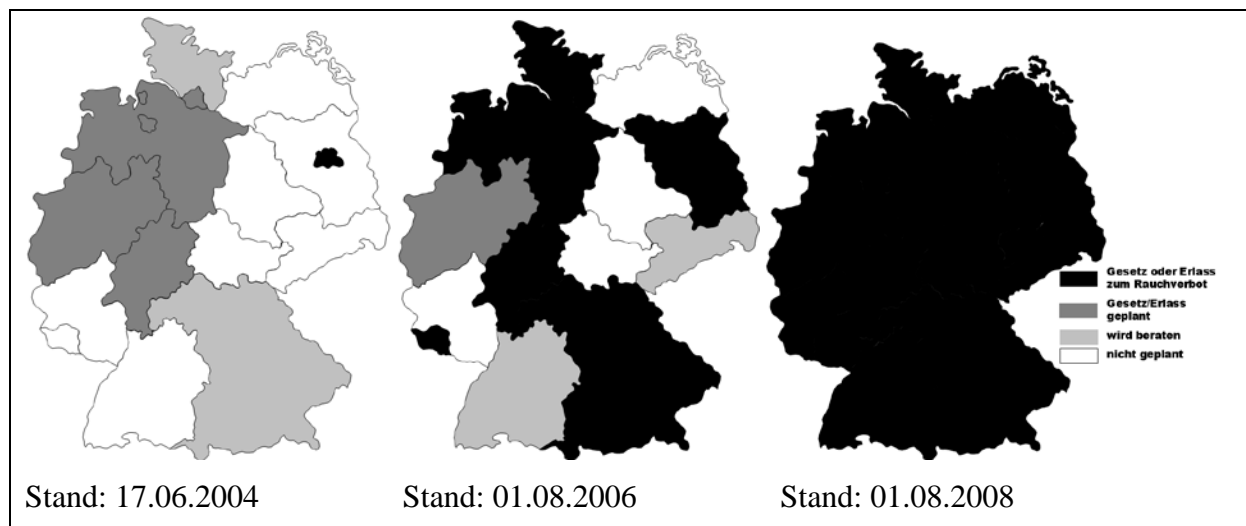 Gesetz oder Erlass
zum Rauchverbot
Gesetz/Erlass
geplant
wird beraten
nicht geplant
Stand: 17.06.2004
Stand: 01.08.2006
Stand: 01.08.2008